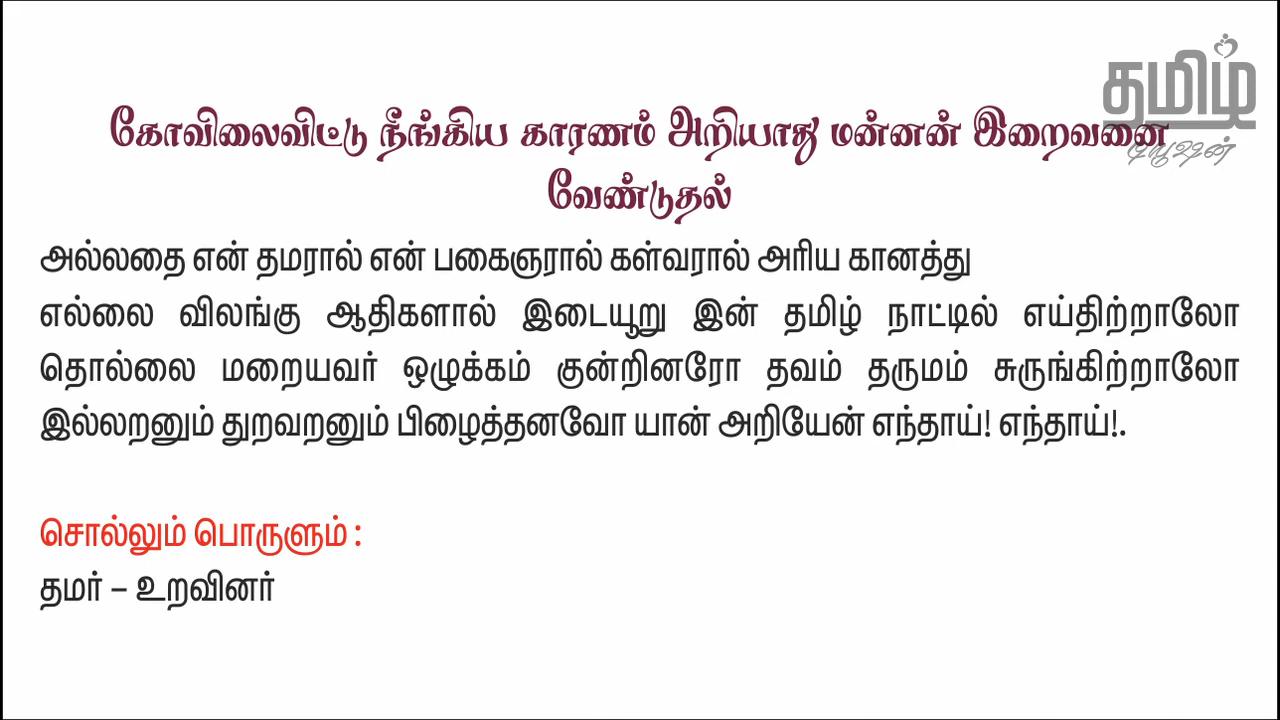 தமிழ்
டியூஷன்
கோவிலைவிட்டு நீங்கிய காரணம் அறியாது மன்னன் இறைவனை
வேண்டுதல்
அல்லதை என் தமரால் என் பகைஞரால் கள்வரால் அரிய கானத்து
எல்லை விலங்கு ஆதிகளால் இடையூறு இன் தமிழ் நாட்டில் எய்திற்றாலோ
தொல்லை மறையவர் ஒழுக்கம் குன்றினரோ தவம் தருமம் சுருங்கிற்றாலோ
இல்லறனும் துறவறனும் பிழைத்தனவோ யான் அறியேன் எந்தாய்! எந்தாய்!.
சொல்லும் பொருளும் :
தமர் – உறவினர்